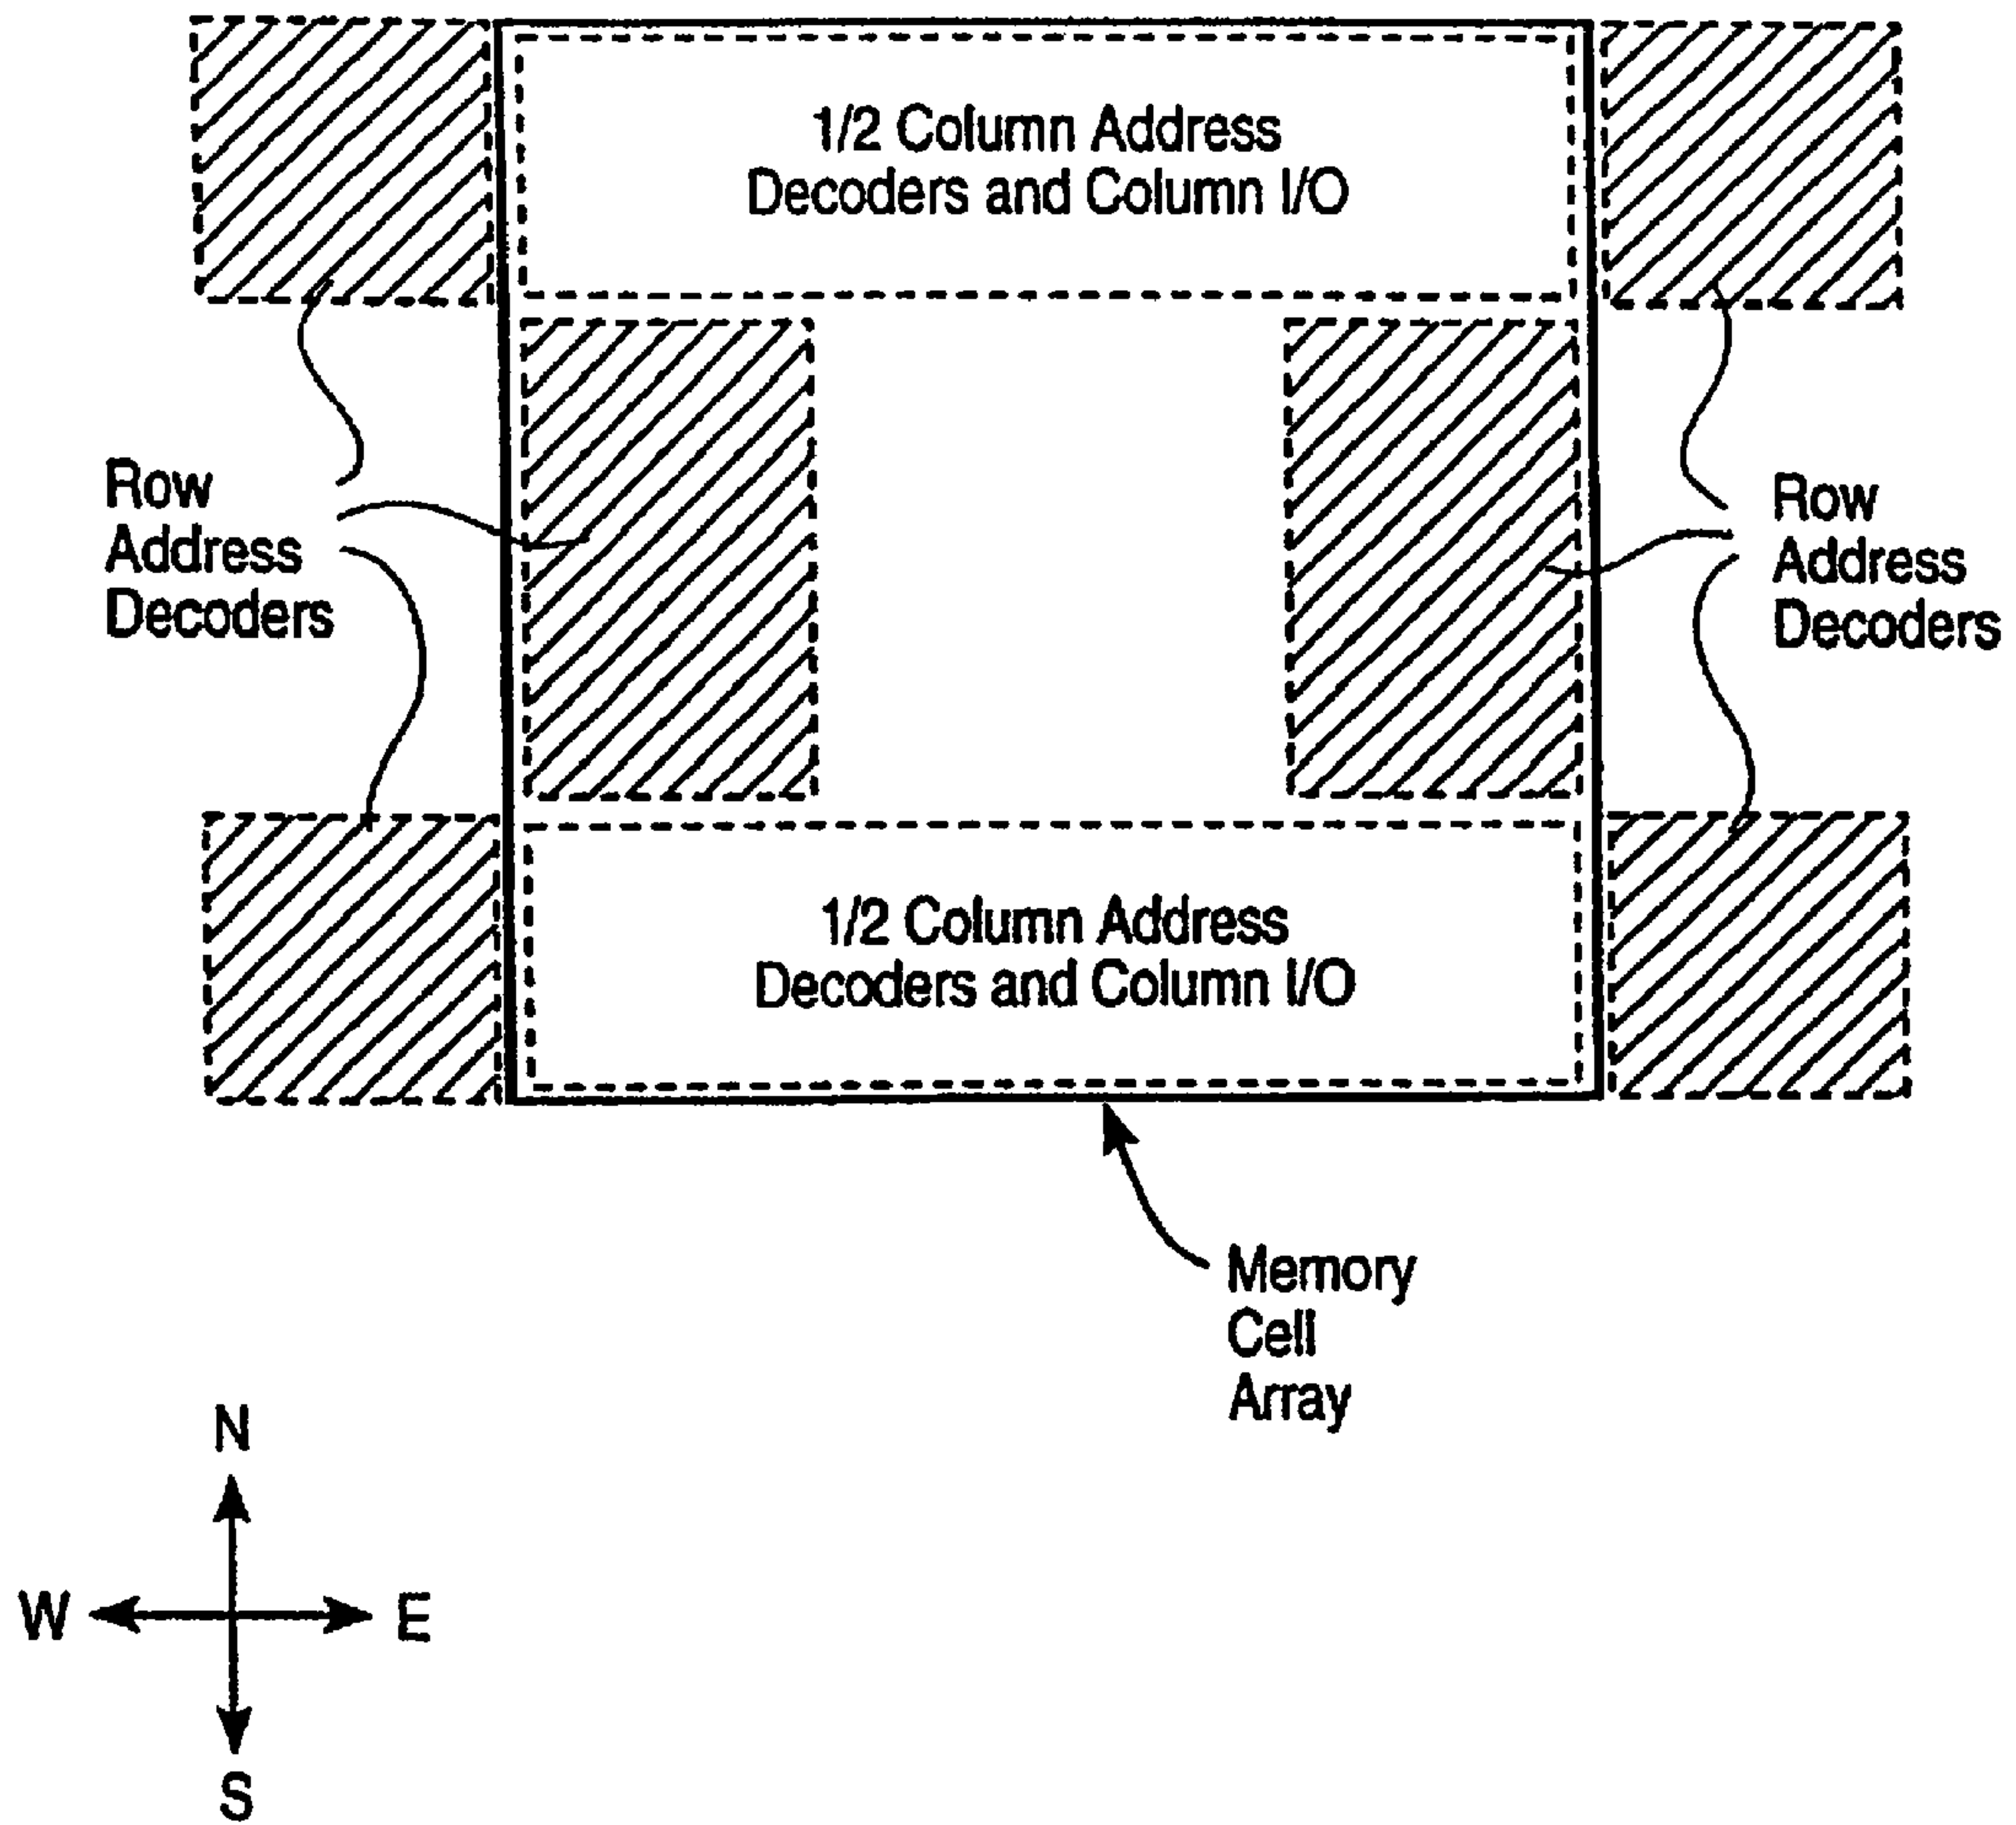 1/2 Column Address
Decoders and Column I/O
Row
Address
Decoders
Row
Address
Decoders
1/2 Column Address
Decoders and Column I/O
Memory
Cell
Array
N
W
E
S